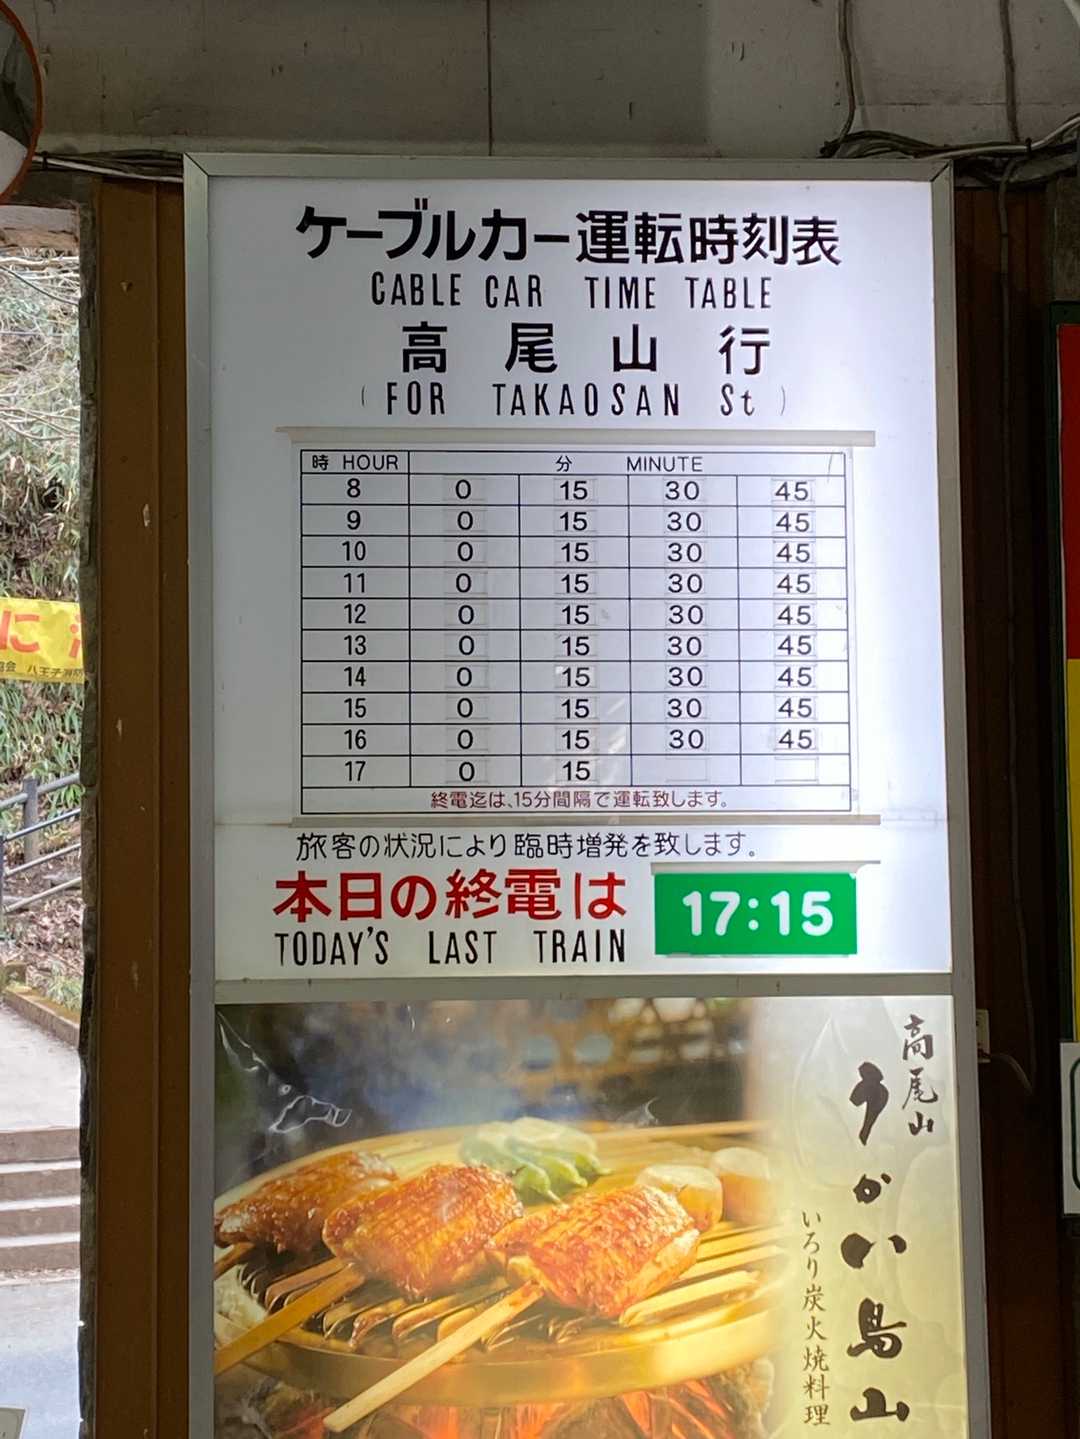 ケーブルカー運転時刻表
CABLE CAR TIME TABLE
高尾山行
(FOR TAKAOSAN St)
時 HOUR 分 MINUTE
8 0 15 30 45
9 0 15 30 45
10 0 15 30 45
11 0 15 30 45
12 0 15 30 45
13 0 15 30 45
14 0 15 30 45
15 0 15 30 45
16 0 15 30 45
17 0 15
終電迄は、15分間隔で運転致します。
旅客の状況により臨時増発を致します。
本日の終電は 17:15
TODAY'S LAST TRAIN
高尾山
うかい鳥山
いろり炭火焼料理
に
八王子消防